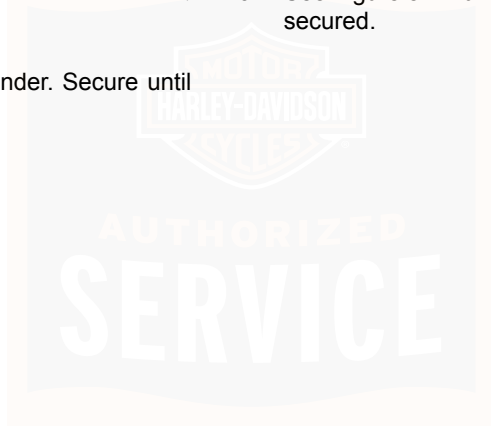 secured.
nder. Secure until
MOTOR
HARLEY-DAVIDSON
CYCLES
AUTHORIZED
SERVICE